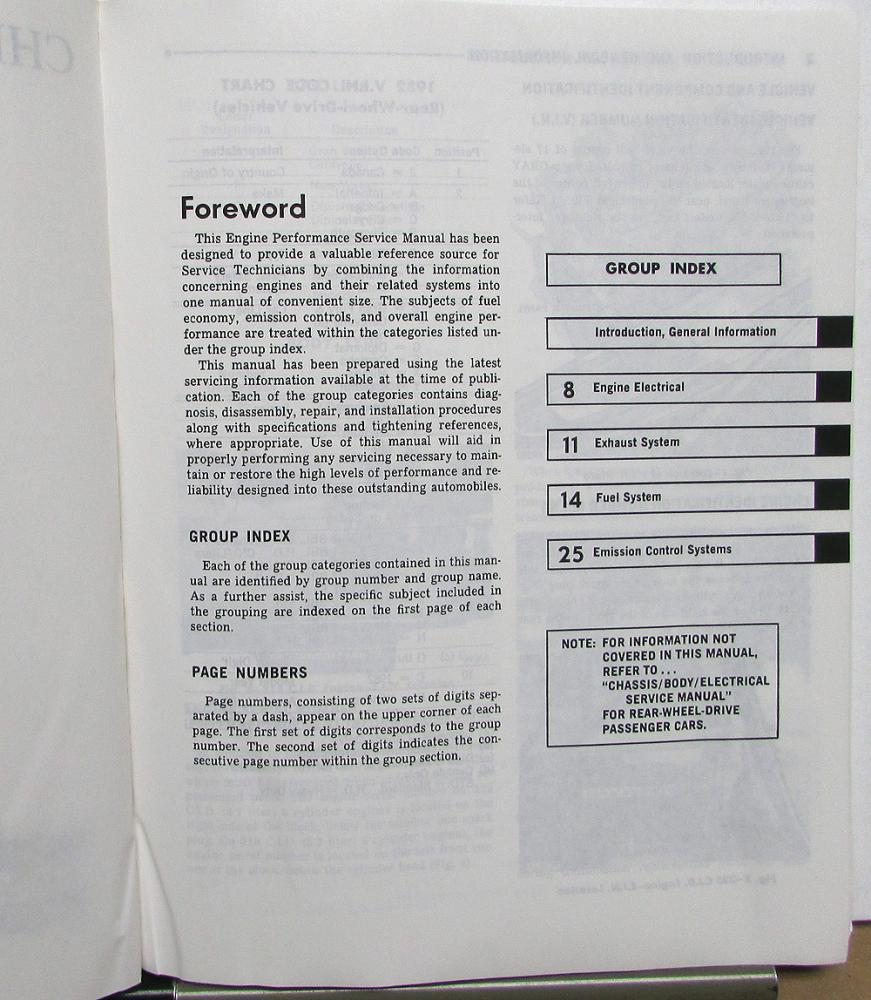 Foreword
This Engine Performance Service Manual has been
designed to provide a valuable reference source for
Service Technicians by combining the information
concerning engines and their related systems into
one manual of convenient size. The subjects of fuel
economy, emission controls, and overall engine per-
formance are treated within the categories listed un-
der the group index.
This manual has been prepared using the latest
servicing information available at the time of publi-
cation. Each of the group categories contains diag-
nosis, disassembly, repair, and installation procedures
along with specifications and tightening references,
where appropriate. Use of this manual will aid in
properly performing any servicing necessary to main-
tain or restore the high levels of performance and re-
liability designed into these outstanding automobiles.
GROUP INDEX
Each of the group categories contained in this man-
ual are identified by group number and group name.
As a further assist, the specific subject included in
the grouping are indexed on the first page of each
section.
PAGE NUMBERS
Page numbers, consisting of two sets of digits sep-
arated by a dash, appear on the upper corner of each
page. The first set of digits corresponds to the group
number. The second set of digits indicates the con-
secutive page number within the group section.
GROUP INDEX
Introduction, General Information
8 Engine Electrical
11 Exhaust System
14 Fuel System
25 Emission Control Systems
NOTE: FOR INFORMATION NOT
COVERED IN THIS MANUAL,
REFER TO...
"CHASSIS/BODY/ELECTRICAL
SERVICE MANUAL"
FOR REAR-WHEEL-DRIVE
PASSENGER CARS.